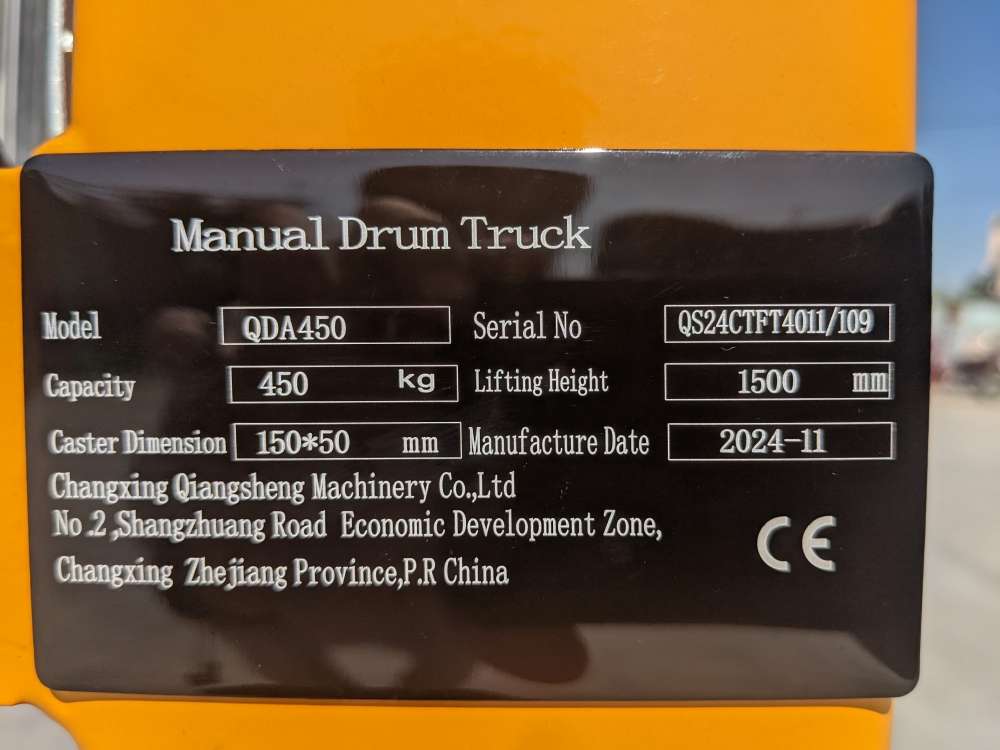 Manual Drum Truck
Model QDA450 Serial No QS24CTFT4011/109
Capacity 450 kg Lifting Height 1500 mm
Caster Dimension 150*50 mm Manufacture Date 2024-11
Changxing Qiangsheng Machinery Co.,Ltd
No.2,Shangzhuang Road Economic Development Zone,
Changxing Zhejiang Province,P.R China
CE